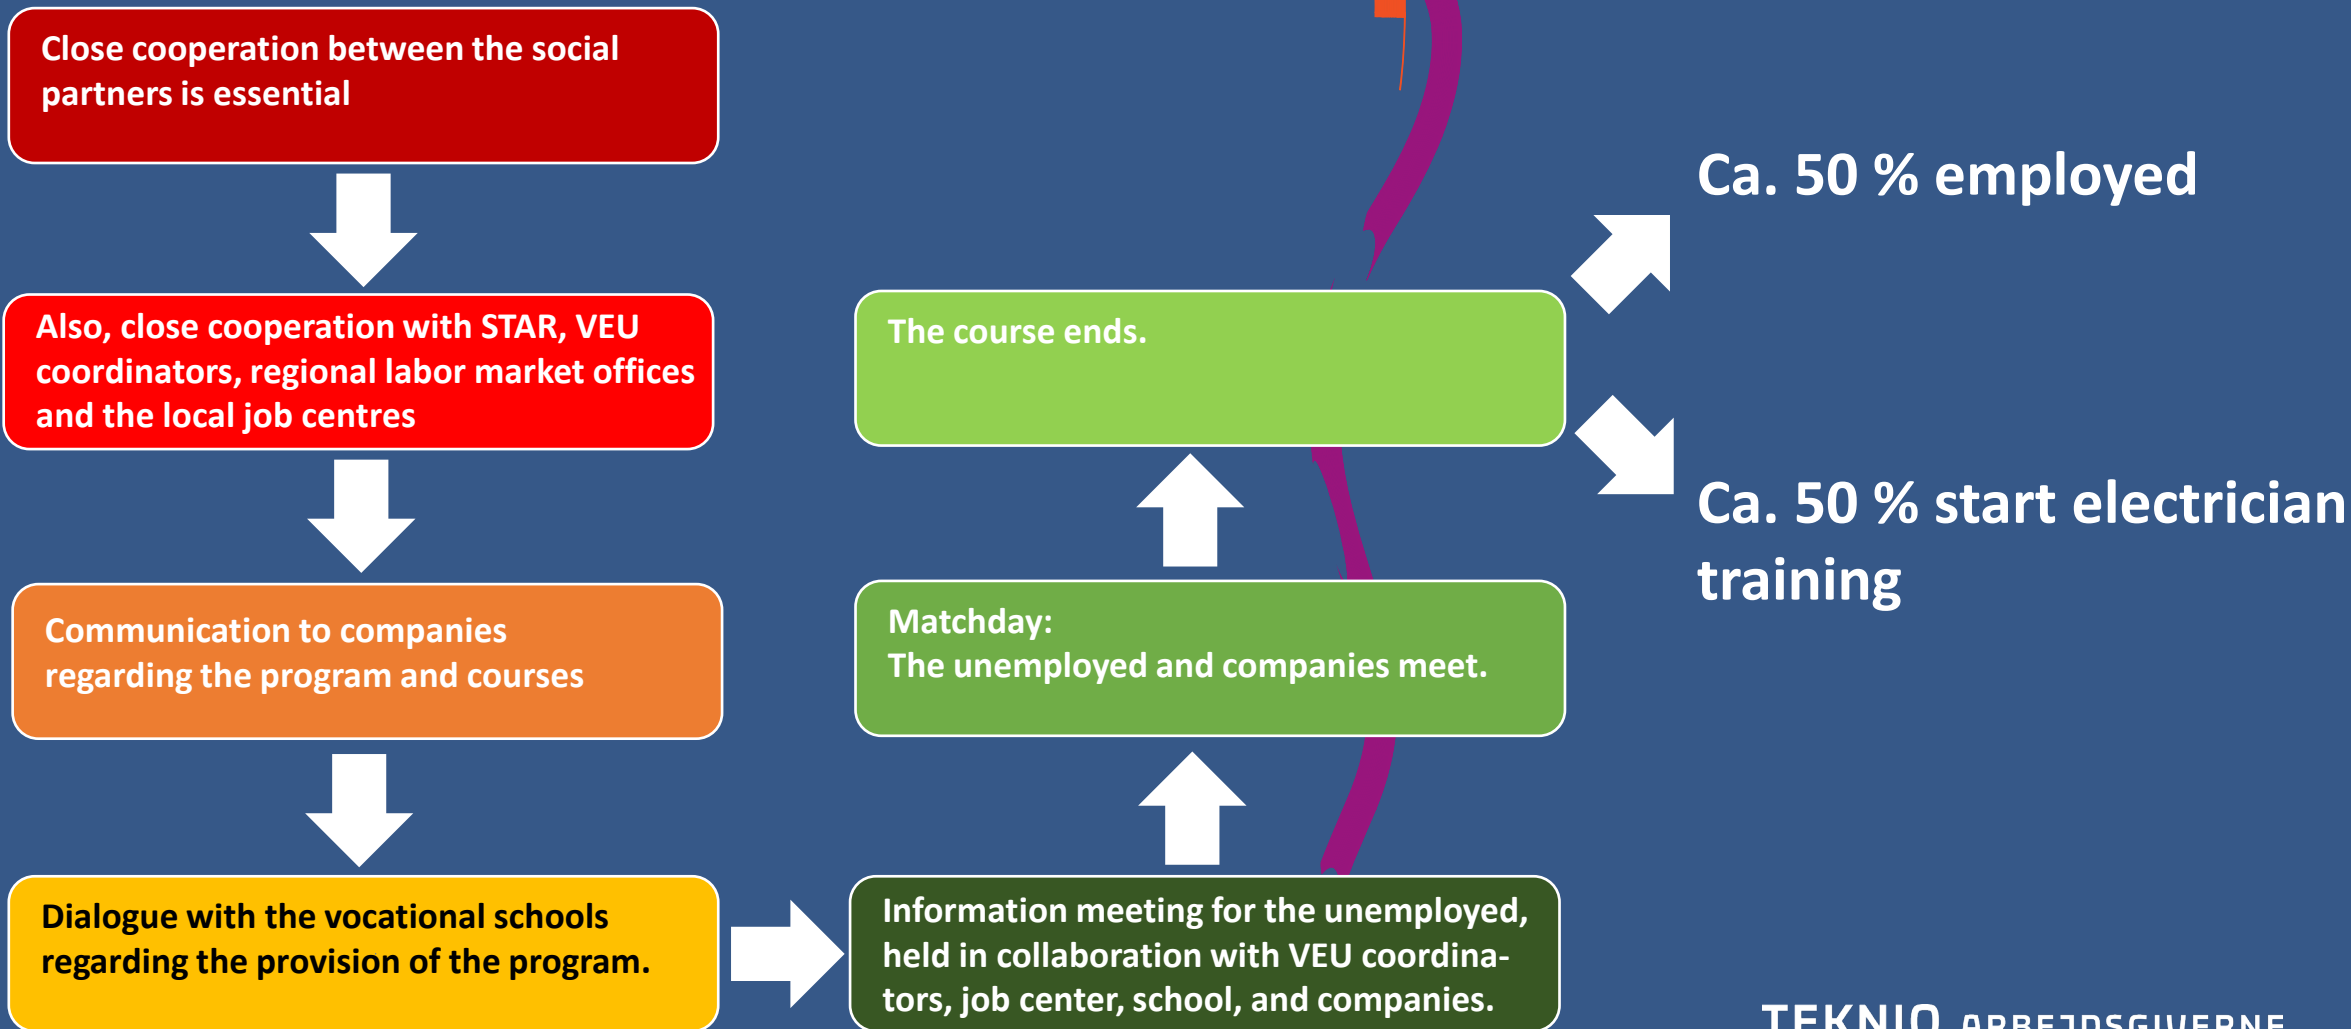 Close cooperation between the social
partners is essential
Also, close cooperation with STAR, VEU
coordinators, regional labor market offices
and the local job centres
Communication to companies
regarding the program and courses
Dialogue with the vocational schools
regarding the provision of the program.
Information meeting for the unemployed,
held in collaboration with VEU coordina-
tors, job center, school, and companies.
Matchday:
The unemployed and companies meet.
The course ends.
Ca. 50 % employed
Ca. 50 % start electrician
training
TEKNIQ ARBEJDSGIVERNE